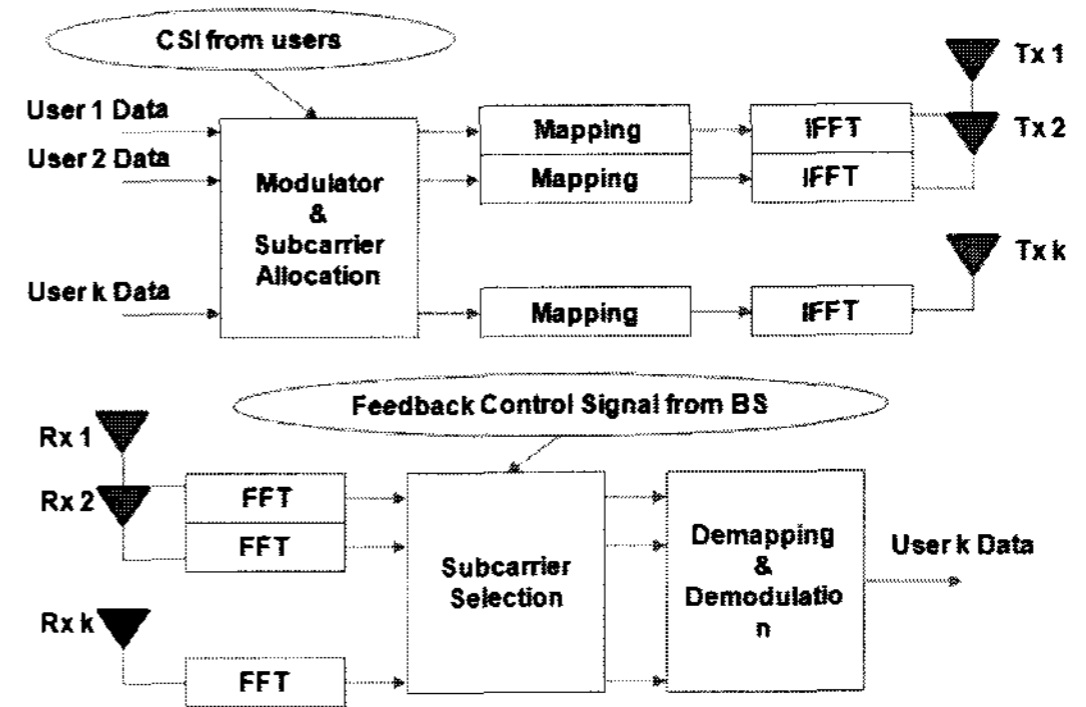 CSI from users
Tx 1
User 1 Data
Mapping
IFFT
Tx 2
User 2 Data
Mapping
IFFT
Modulator
&
Subcarrier
Allocation
Tx k
User k Data
Mapping
IFFT
Feedback Control Signal from BS
Rx 1
Rx 2
FFT
FFT
Subcarrier
Selection
Demapping
&
Demodulatio
n
User k Data
Rx k
FFT